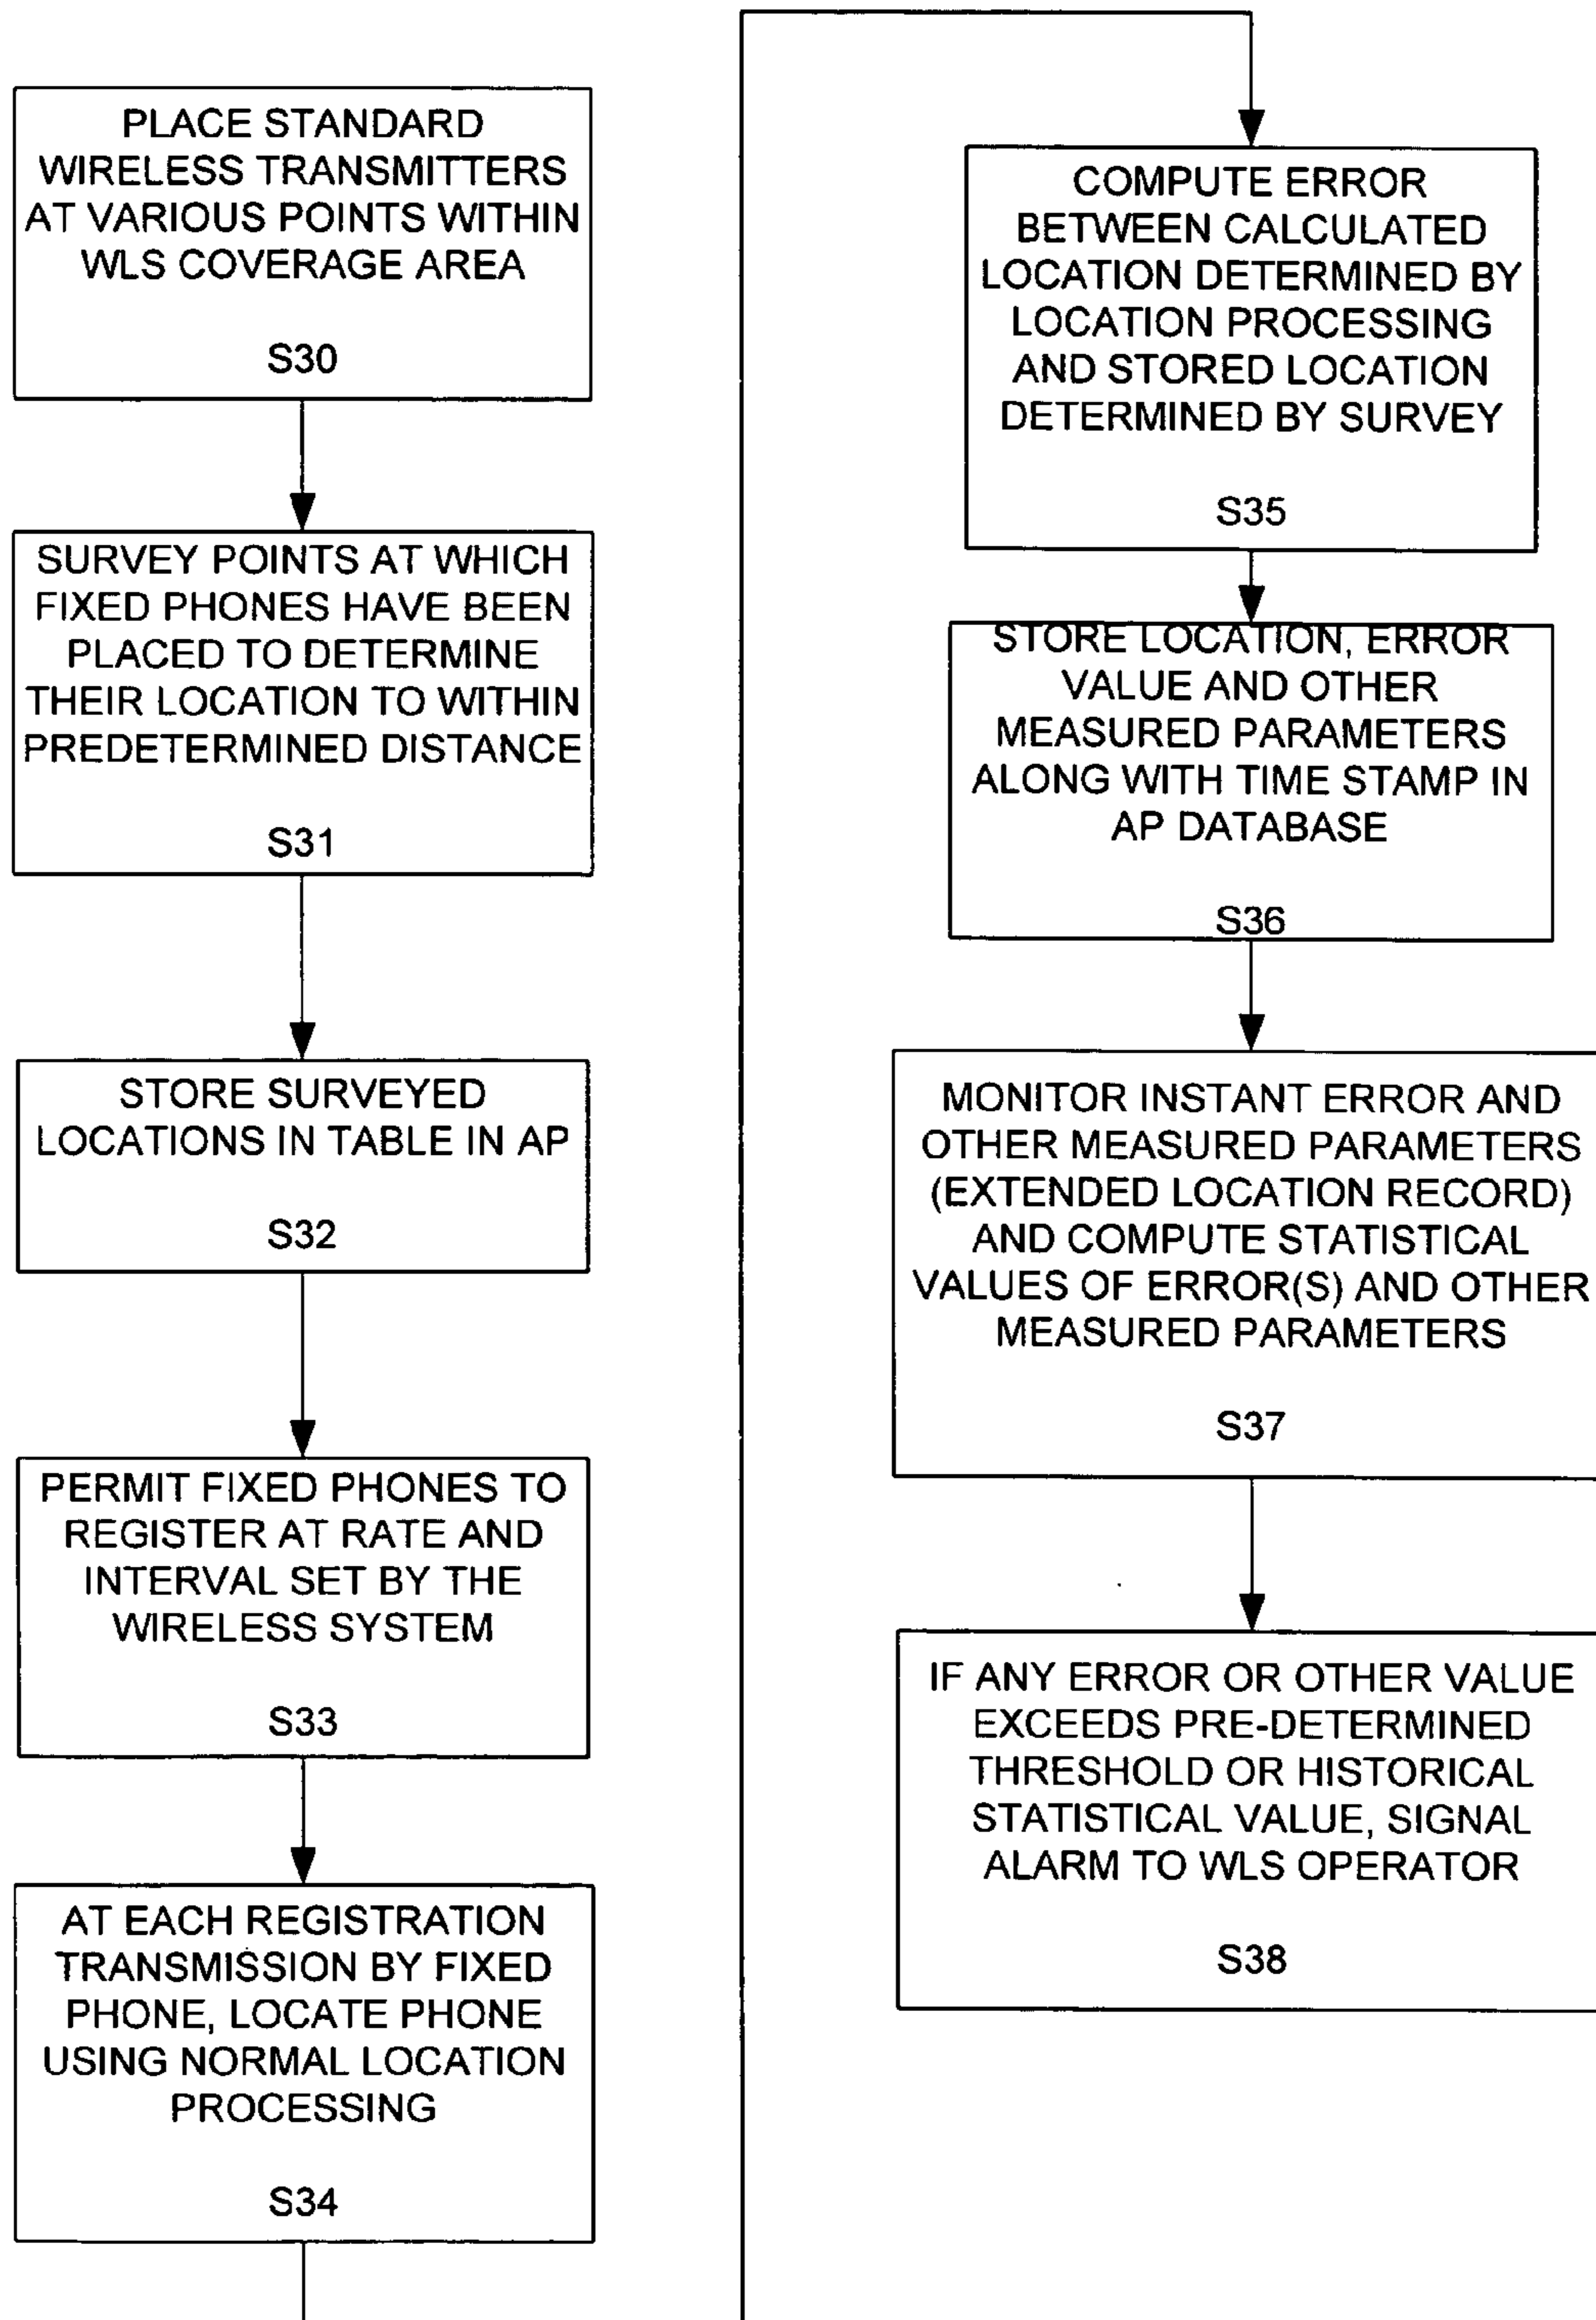 PLACE STANDARD
WIRELESS TRANSMITTERS
AT VARIOUS POINTS WITHIN
WLS COVERAGE AREA
S30
SURVEY POINTS AT WHICH
FIXED PHONES HAVE BEEN
PLACED TO DETERMINE
THEIR LOCATION TO WITHIN
PREDETERMINED DISTANCE
S31
STORE SURVEYED
LOCATIONS IN TABLE IN AP
S32
PERMIT FIXED PHONES TO
REGISTER AT RATE AND
INTERVAL SET BY THE
WIRELESS SYSTEM
S33
AT EACH REGISTRATION
TRANSMISSION BY FIXED
PHONE, LOCATE PHONE
USING NORMAL LOCATION
PROCESSING
S34
COMPUTE ERROR
BETWEEN CALCULATED
LOCATION DETERMINED BY
LOCATION PROCESSING
AND STORED LOCATION
DETERMINED BY SURVEY
S35
STORE LOCATION, ERROR
VALUE AND OTHER
MEASURED PARAMETERS
ALONG WITH TIME STAMP IN
AP DATABASE
S36
MONITOR INSTANT ERROR AND
OTHER MEASURED PARAMETERS
(EXTENDED LOCATION RECORD)
AND COMPUTE STATISTICAL
VALUES OF ERROR(S) AND OTHER
MEASURED PARAMETERS
S37
IF ANY ERROR OR OTHER VALUE
EXCEEDS PRE-DETERMINED
THRESHOLD OR HISTORICAL
STATISTICAL VALUE, SIGNAL
ALARM TO WLS OPERATOR
S38